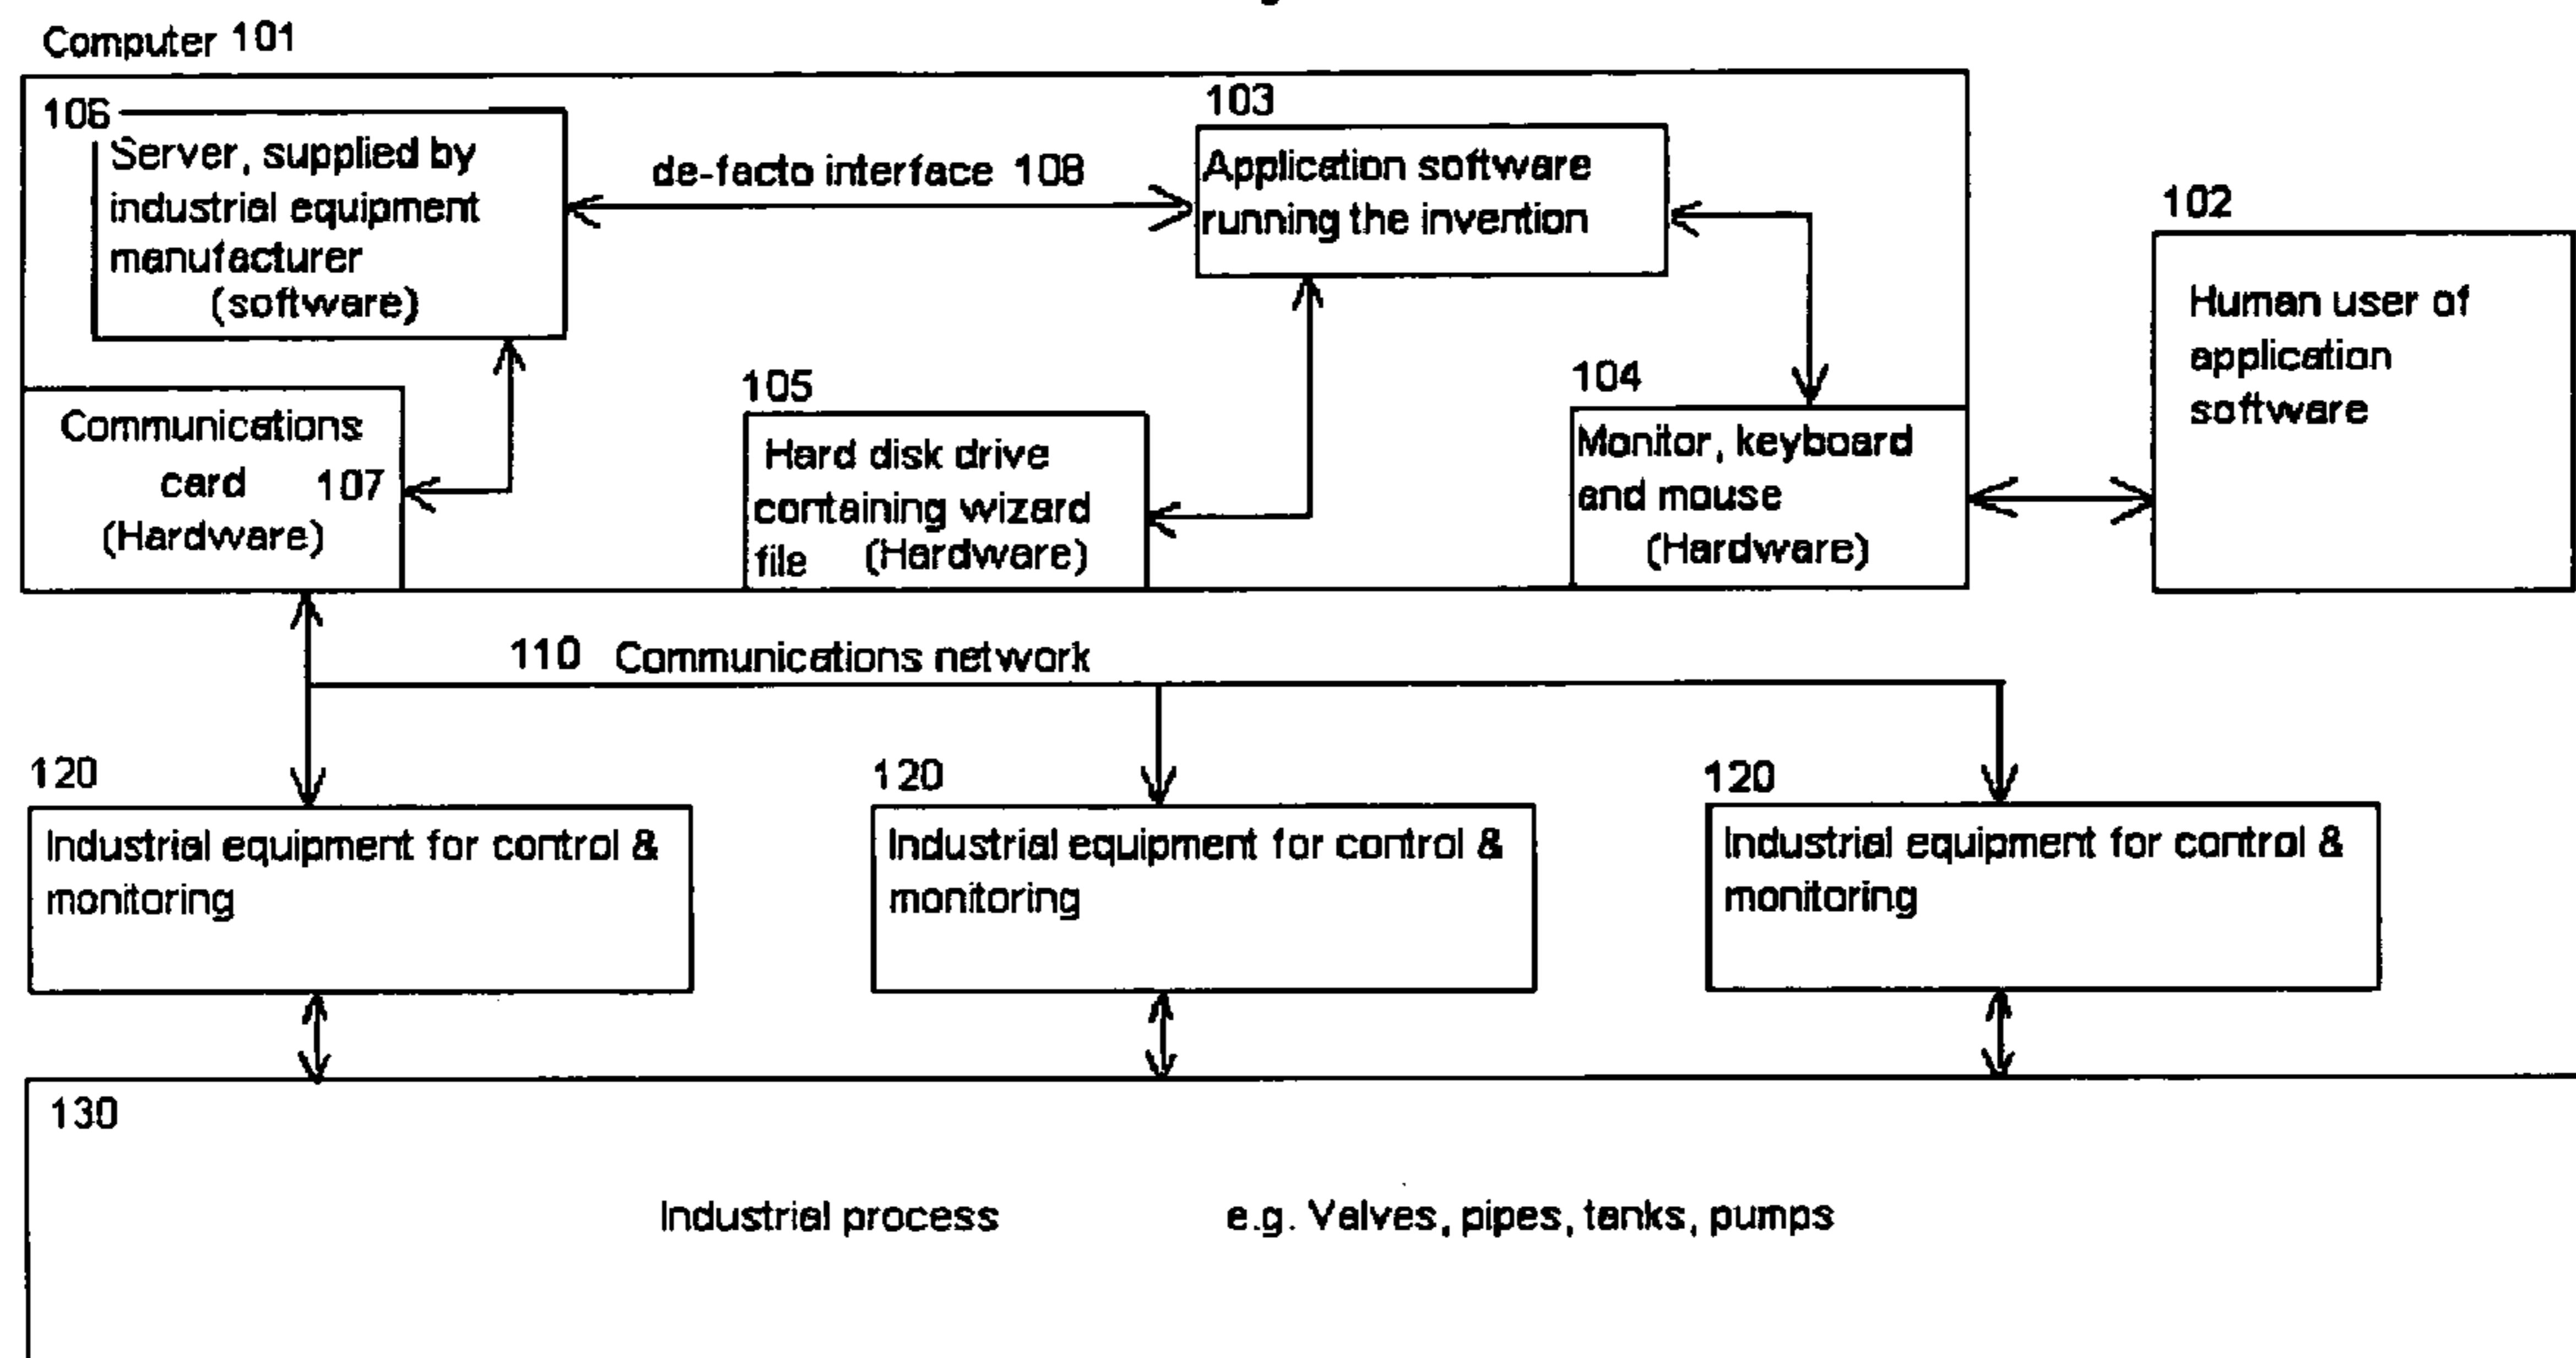 Computer 101
106
Server, supplied by
industrial equipment
manufacturer
(software)
de-facto interface 108
103
Application software
running the invention
102
Human user of
application
software
Communications
card 107
(Hardware)
105
Hard disk drive
containing wizard
file (Hardware)
104
Monitor, keyboard
and mouse
(Hardware)
110 Communications network
120
Industrial equipment for control &
monitoring
120
Industrial equipment for control &
monitoring
120
Industrial equipment for control &
monitoring
130
Industrial process e.g. Valves, pipes, tanks, pumps